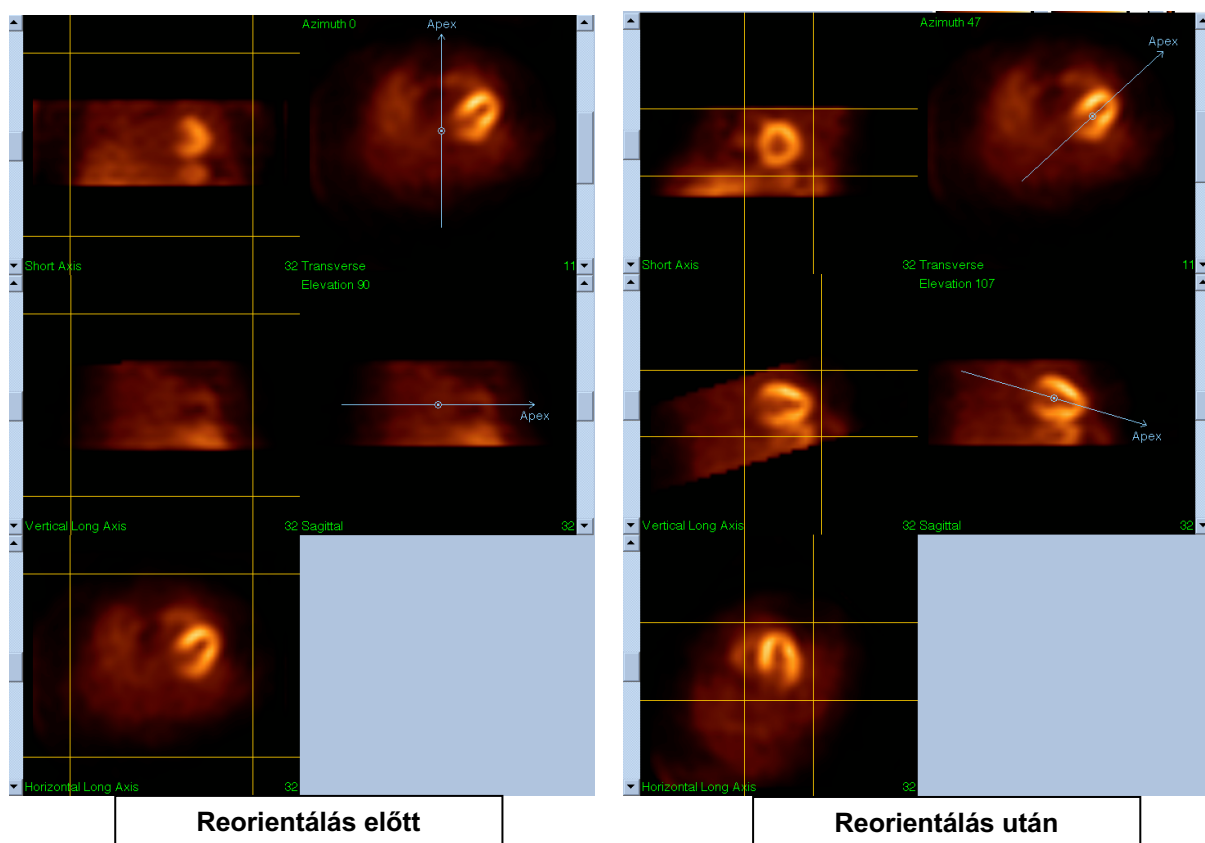 Azimuth 0
Apex
Short Axis 32
Transverse 11
Elevation 90
Apex
Vertical Long Axis 32
Sagittal 32
Horizontal Long Axis 32
Reorientálás előtt
Azimuth 47
Apex
Short Axis 32
Transverse 11
Elevation 107
Apex
Vertical Long Axis 32
Sagittal 32
Horizontal Long Axis 32
Reorientálás után